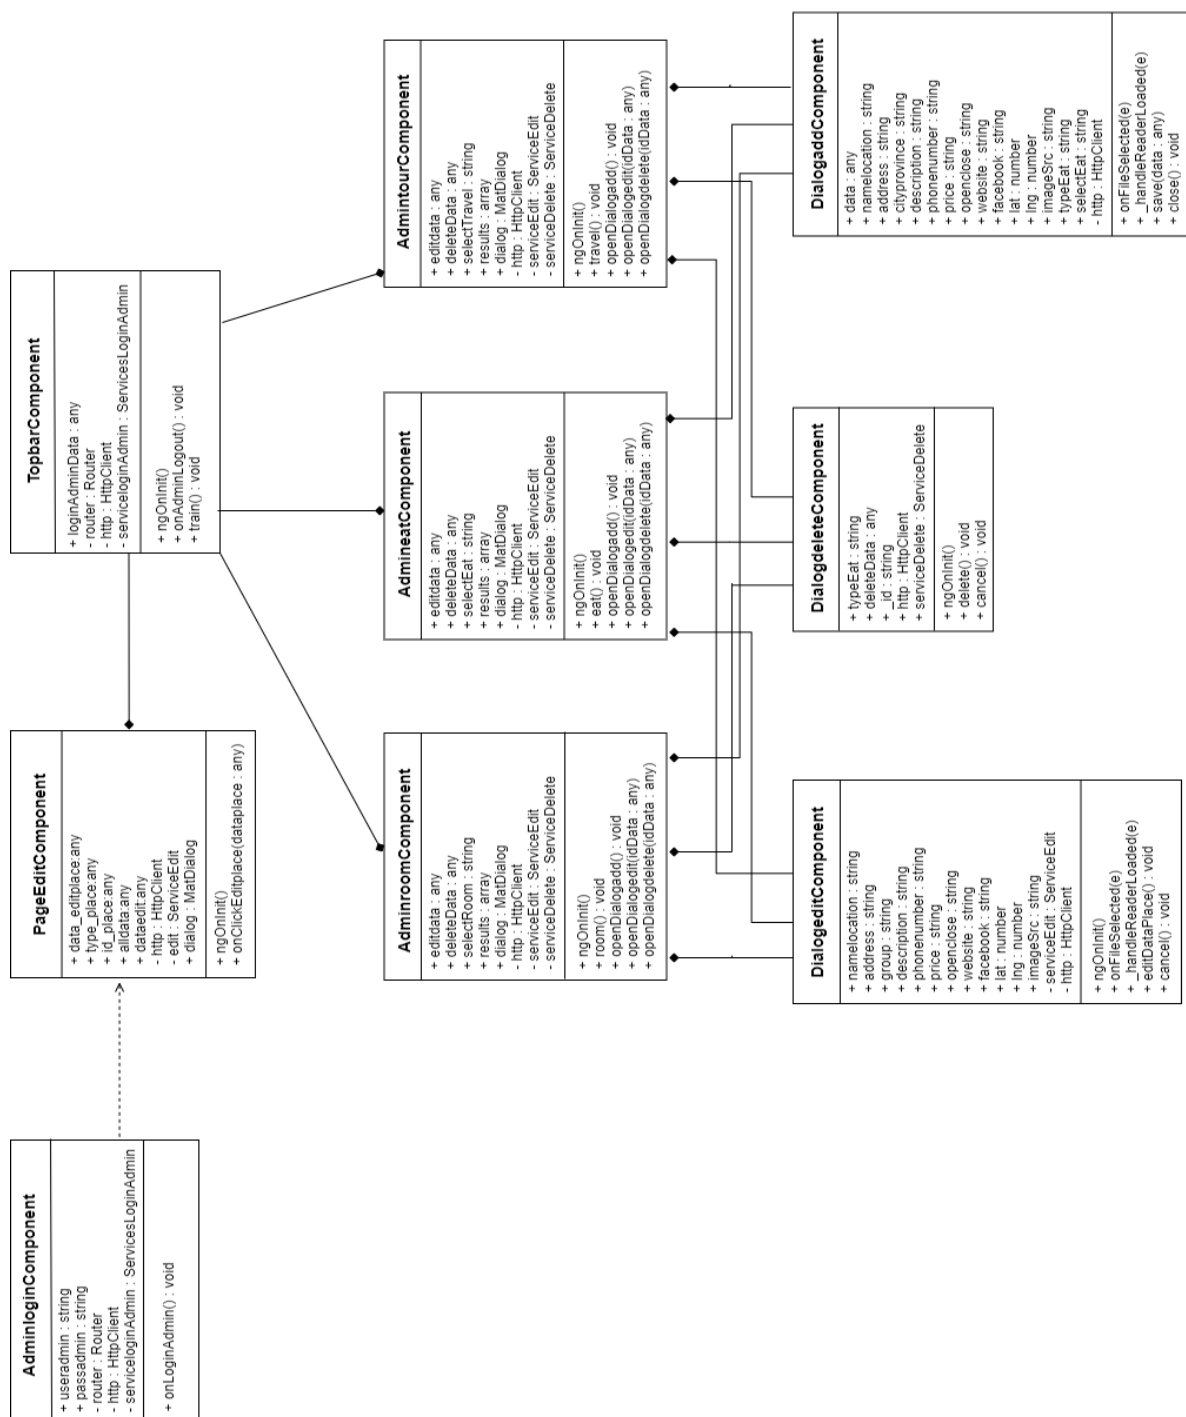 AdminloginComponent
+ useradmin : string
+ passadmin : string
- router : Router
- http : HttpClient
- serviceloginAdmin : ServicesLoginAdmin
+ onLoginAdmin() : void
PageEditComponent
+ data_editplace:any
+ type_place:any
+ id_place:any
+ alldata:any
+ dataedit:any
- http : HttpClient
- edit : ServiceEdit
+ dialog : MatDialog
+ ngOnInit()
+ onClickEditplace(dataplace : any)
TopbarComponent
+ loginAdminData : any
- router : Router
- http : HttpClient
- serviceloginAdmin : ServicesLoginAdmin
+ ngOnInit()
+ onAdminLogout() : void
+ train() : void
AdminroomComponent
+ editdata : any
+ deleteData : any
+ selectRoom : string
+ results : array
+ dialog : MatDialog
- http : HttpClient
- serviceEdit : ServiceEdit
- serviceDelete : ServiceDelete
+ ngOnInit()
+ room() : void
+ openDialogadd() : void
+ openDialogedit(idData : any)
+ openDialogdelete(idData : any)
AdmineatComponent
+ editdata : any
+ deleteData : any
+ selectEat : string
+ results : array
+ dialog : MatDialog
- http : HttpClient
- serviceEdit : ServiceEdit
- serviceDelete : ServiceDelete
+ ngOnInit()
+ eat() : void
+ openDialogadd() : void
+ openDialogedit(idData : any)
+ openDialogdelete(idData : any)
AdmintourComponent
+ editdata : any
+ deleteData : any
+ selectTravel : string
+ results : array
+ dialog : MatDialog
- http : HttpClient
- serviceEdit : ServiceEdit
- serviceDelete : ServiceDelete
+ ngOnInit()
+ travel() : void
+ openDialogadd() : void
+ openDialogedit(idData : any)
+ openDialogdelete(idData : any)
DialogeditComponent
+ namelocation : string
+ address : string
+ group : string
+ description : string
+ phonenumber : string
+ price : string
+ openclose : string
+ website : string
+ facebook : string
+ lat : number
+ lng : number
+ imageSrc : string
- serviceEdit : ServiceEdit
- http : HttpClient
+ ngOnInit()
+ onFileSelected(e)
+ _handleReaderLoaded(e)
+ editDataPlace() : void
+ cancel() : void
DialogdeleteComponent
+ typeEat : string
+ deleteData : any
+ _id : string
+ http : HttpClient
+ serviceDelete : ServiceDelete
+ ngOnInit()
+ delete() : void
+ cancel() : void
DialogaddComponent
+ data : any
+ namelocation : string
+ address : string
+ cityprovince : string
+ description : string
+ phonenumber : string
+ price : string
+ openclose : string
+ website : string
+ facebook : string
+ lat : number
+ lng : number
+ imageSrc : string
+ typeEat : string
+ selectEat : string
- http : HttpClient
+ onFileSelected(e)
+ _handleReaderLoaded(e)
+ save(data : any)
+ close() : void